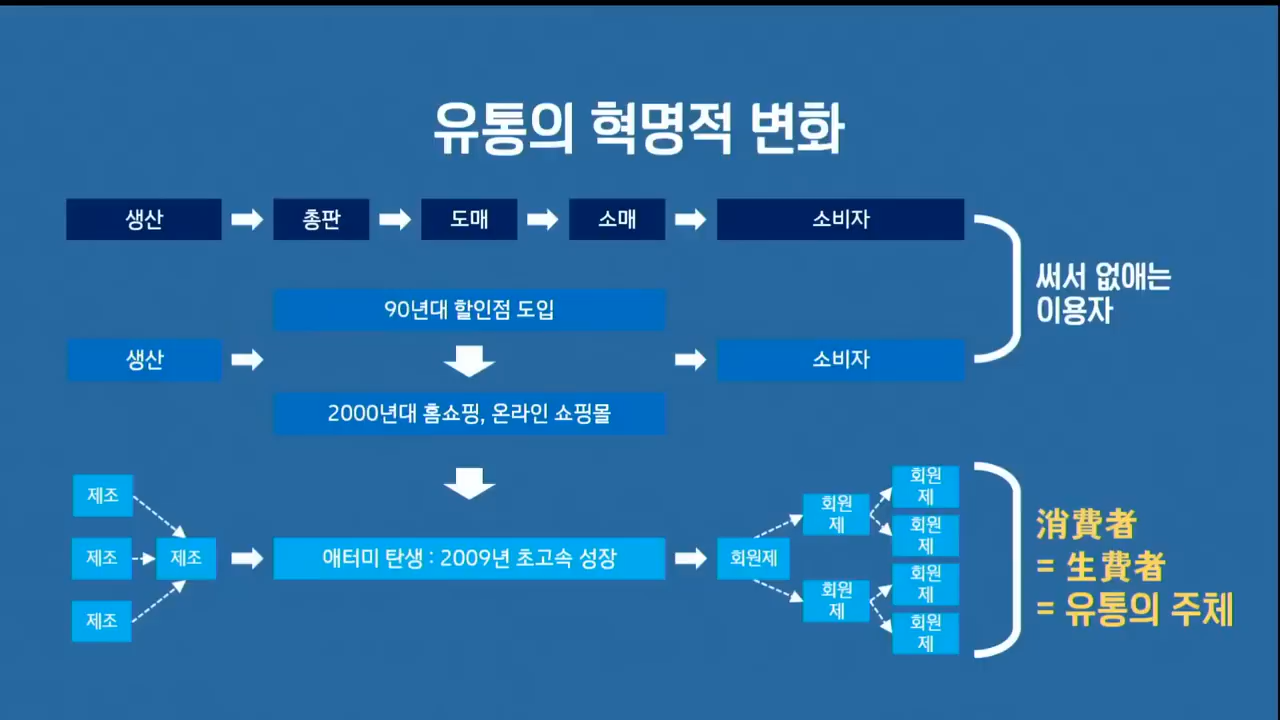 유통의 혁명적 변화
생산
총판
도매
소매
소비자
써서 없애는
이용자
90년대 할인점 도입
생산
소비자
2000년대 홈쇼핑, 온라인 쇼핑몰
제조
제조
제조
제조
애터미 탄생 : 2009년 초고속 성장
회원제
회원
제
회원
제
회원
제
회원
제
회원
제
회원
제
消費者
= 生費者
= 유통의 주체